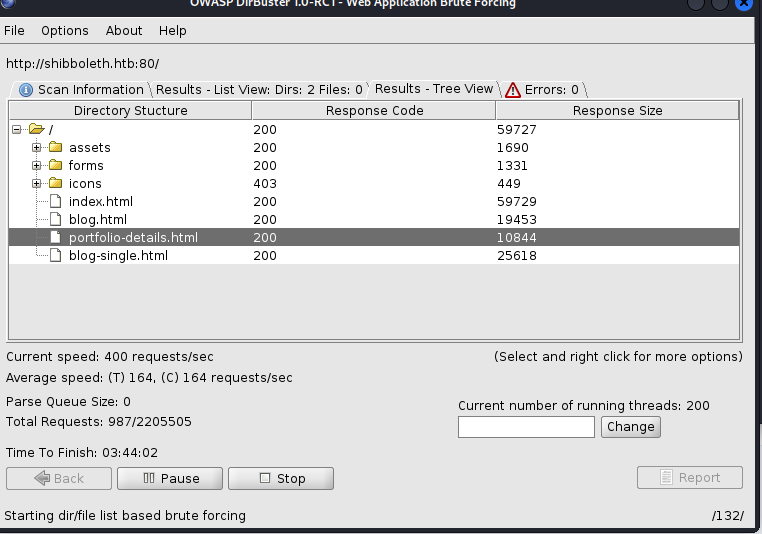 OWASP DirBuster 1.0-RC1 - Web Application Brute Forcing
File Options About Help
http://shibboleth.htb:80/
Scan Information \ Results - List View: Dirs: 2 Files: 0 \ Results - Tree View \ Errors: 0 \
Directory Stucture Response Code Response Size
/ 200 59727
assets 200 1690
forms 200 1331
icons 403 449
index.html 200 59729
blog.html 200 19453
portfolio-details.html 200 10844
blog-single.html 200 25618
Current speed: 400 requests/sec (Select and right click for more options)
Average speed: (T) 164, (C) 164 requests/sec
Parse Queue Size: 0
Current number of running threads: 200
Total Requests: 987/2205505
Change
Time To Finish: 03:44:02
Back Pause Stop Report
Starting dir/file list based brute forcing /132/